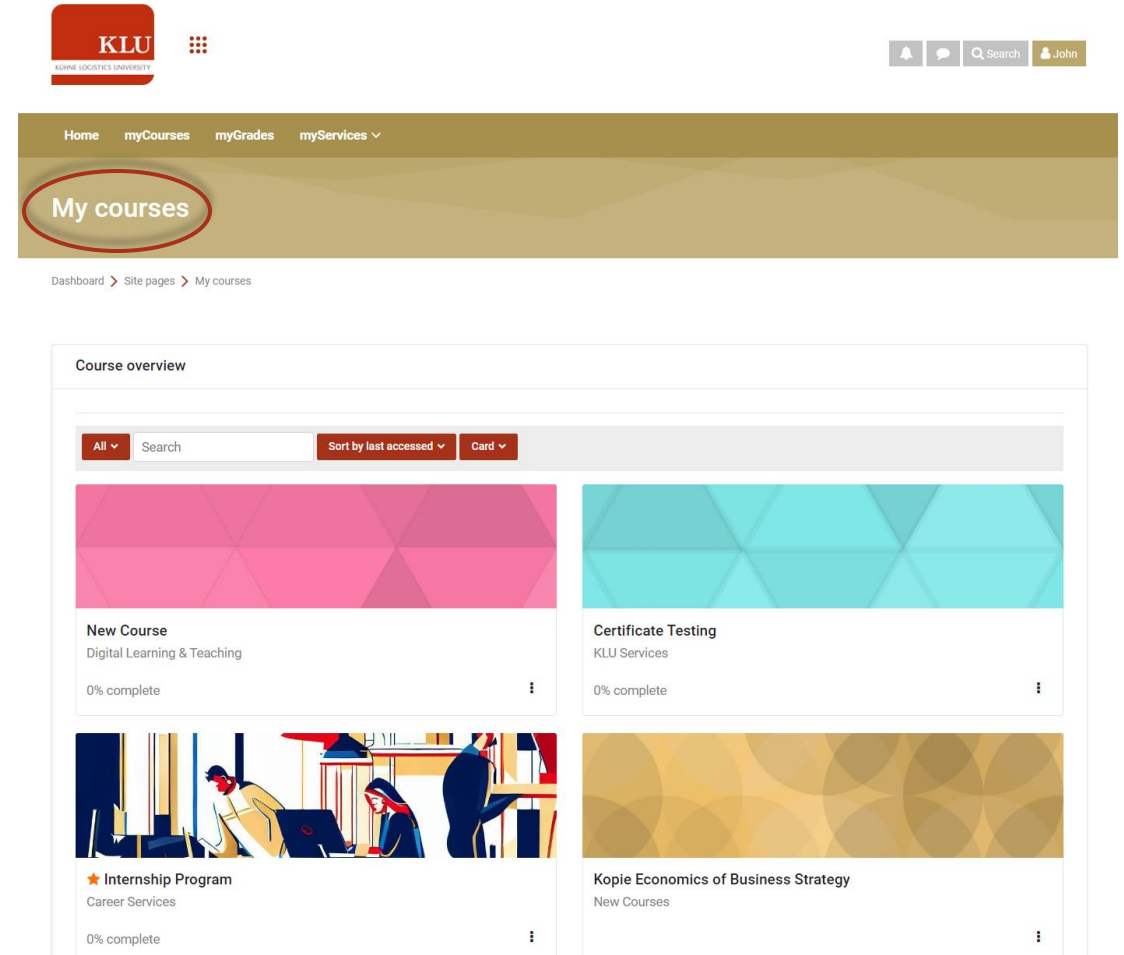 KLU
KÜHNE LOGISTICS UNIVERSITY
Search
John
Home myCourses myGrades myServices
My courses
Dashboard Site pages My courses
Course overview
All Search Sort by last accessed Card
New Course
Digital Learning & Teaching
0% complete
Certificate Testing
KLU Services
0% complete
Internship Program
Career Services
0% complete
Kopie Economics of Business Strategy
New Courses